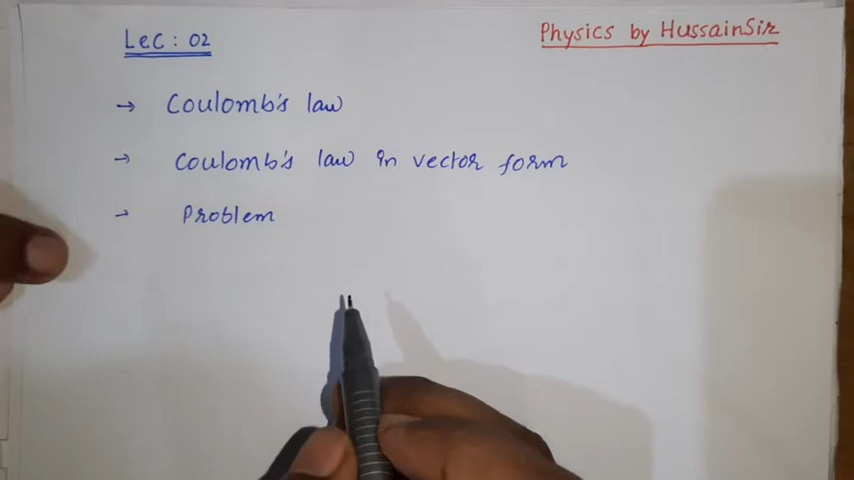 Lec : 02
Physics by HussainSir
→ Coulomb's law
→ Coulomb's law in vector form
→ Problem